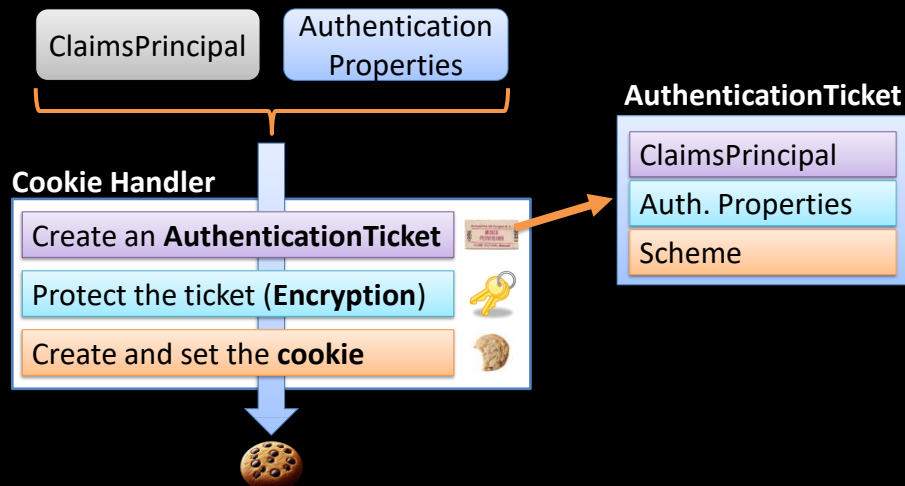 ClaimsPrincipal
Authentication
Properties
AuthenticationTicket
ClaimsPrincipal
Auth. Properties
Scheme
Cookie Handler
Create an AuthenticationTicket
Protect the ticket (Encryption)
Create and set the cookie